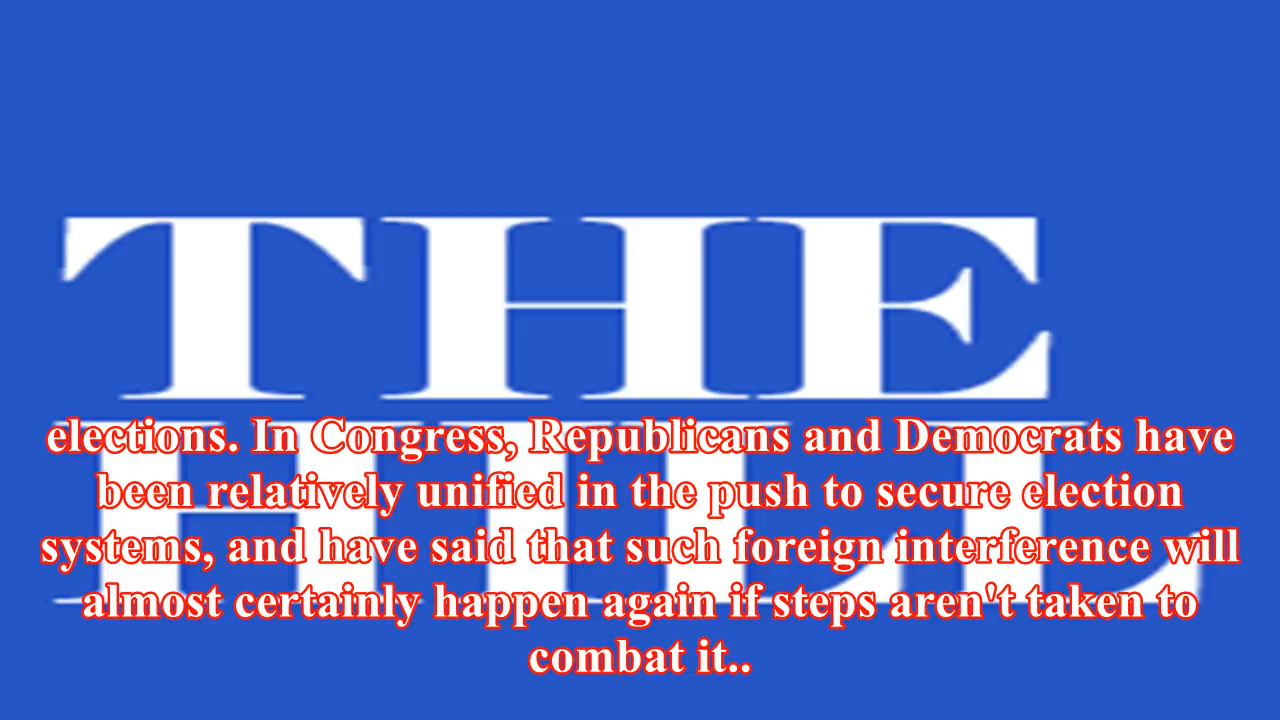 THE
HILL
elections. In Congress, Republicans and Democrats have
been relatively unified in the push to secure election
systems, and have said that such foreign interference will
almost certainly happen again if steps aren't taken to
combat it..